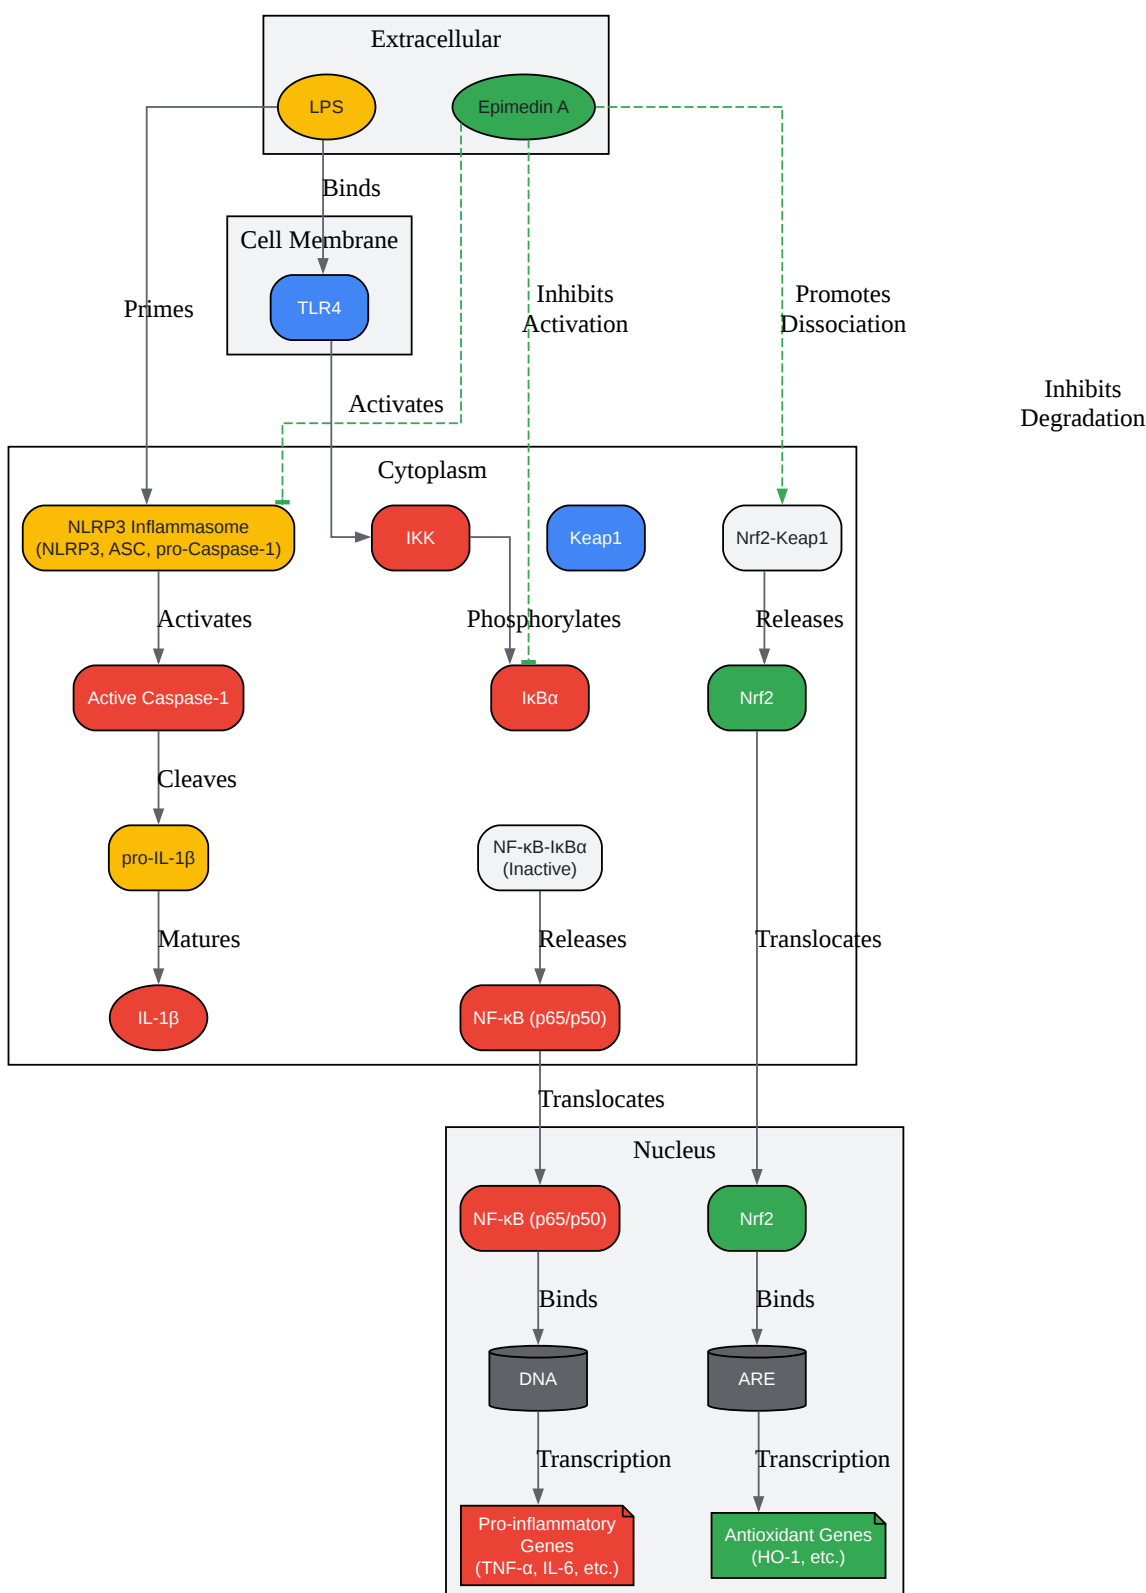 Extracellular
LPS
Epimedin A
Binds
Cell Membrane
Primes
TLR4
Inhibits
Activation
Promotes
Dissociation
Activates
Inhibits
Degradation
Cytoplasm
NLRP3 Inflammasome
(NLRP3, ASC, pro-Caspase-1)
IKK
Keap1
Nrf2-Keap1
Activates
Phosphorylates
Releases
Active Caspase-1
IκBα
Nrf2
Cleaves
pro-IL-1β
NF-κB-IκBα
(Inactive)
Matures
Releases
Translocates
IL-1β
NF-κB (p65/p50)
Translocates
Nucleus
NF-κB (p65/p50)
Nrf2
Binds
Binds
DNA
ARE
Transcription
Transcription
Pro-inflammatory
Genes
(TNF-α, IL-6, etc.)
Antioxidant Genes
(HO-1, etc.)